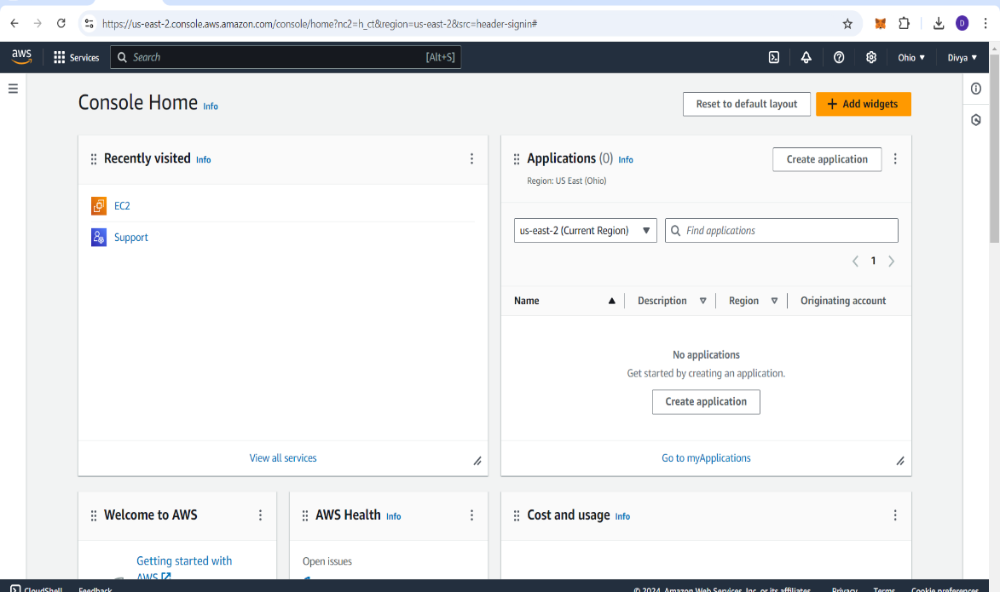 https://us-east-2.console.aws.amazon.com/console/home?nc2=h_ct&region=us-east-2&src=header-signin#
D
aws Services Search [Alt+S] Ohio ▼ Divya ▼
Console Home Info
Reset to default layout
+ Add widgets
Recently visited Info
EC2
Support
View all services
Applications (0) Info
Create application
Region: US East (Ohio)
us-east-2 (Current Region) ▼
Find applications
1
Name ▲ Description ▽ Region ▽ Originating account
No applications
Get started by creating an application.
Create application
Go to myApplications
Welcome to AWS
Getting started with
AWS
AWS Health Info
Open issues
Cost and usage Info
CloudShell Feedback © 2024, Amazon Web Services, Inc. or its affiliates. Privacy Terms Cookie preferences